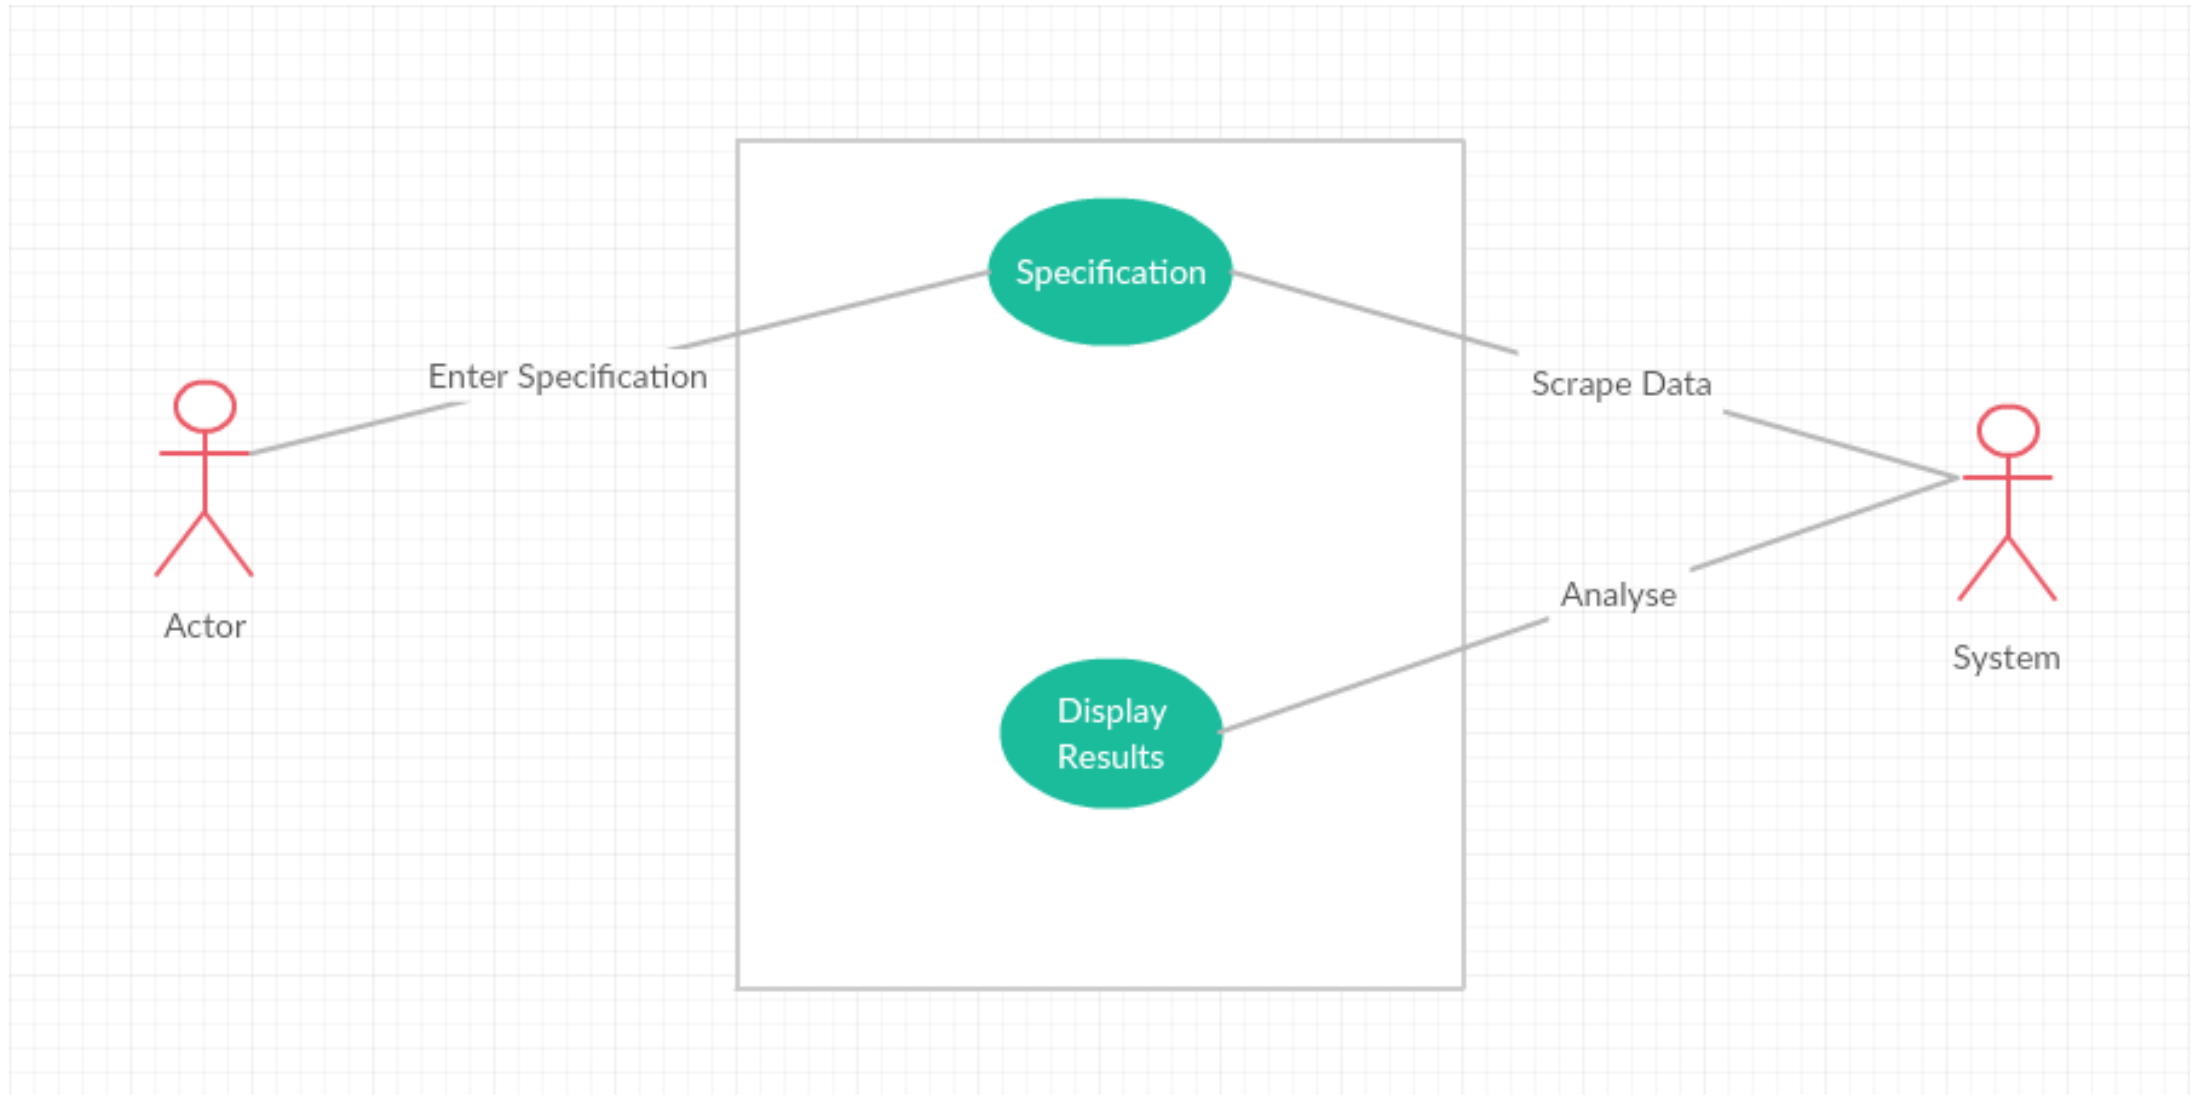 Specification
Enter Specification
Scrape Data
Actor
Analyse
System
Display
Results